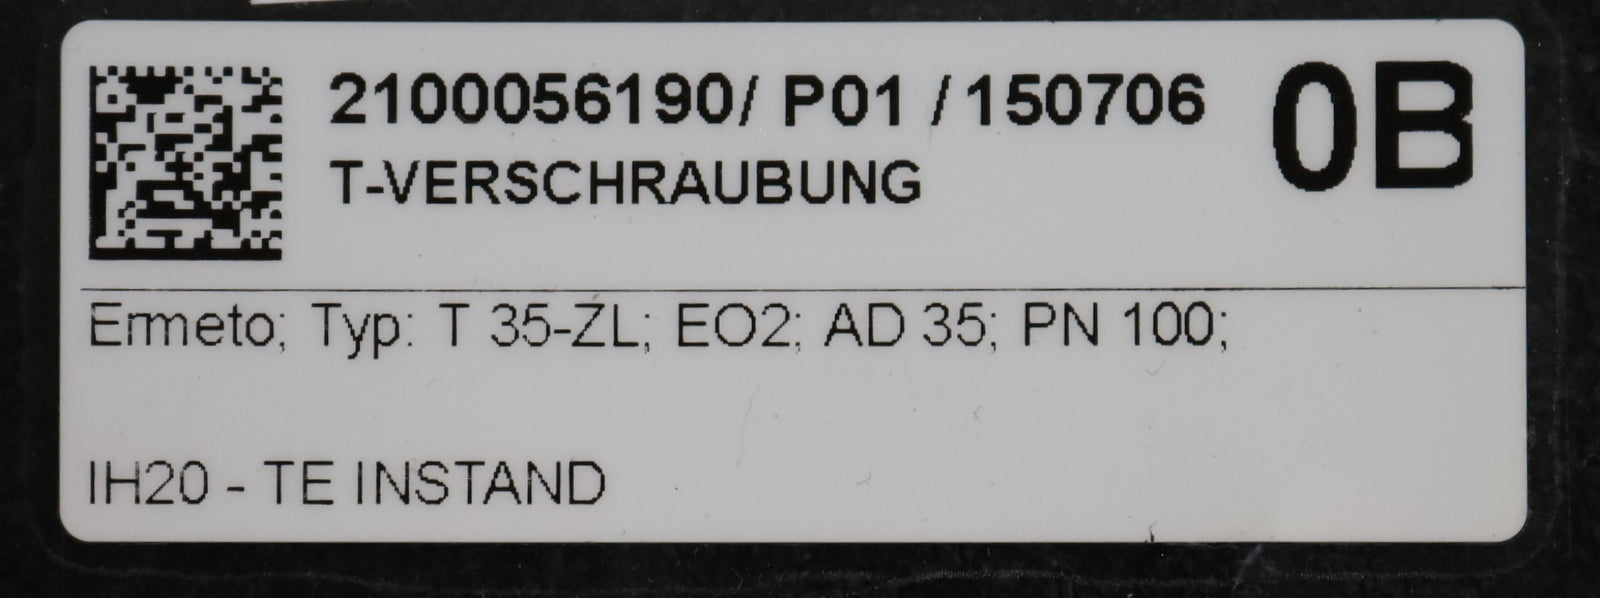 2100056190/ P01 /150706
0B
T-VERSCHRAUBUNG
Ermeto; Typ: T 35-ZL; EO2; AD 35; PN 100;
IH20 - TE INSTAND